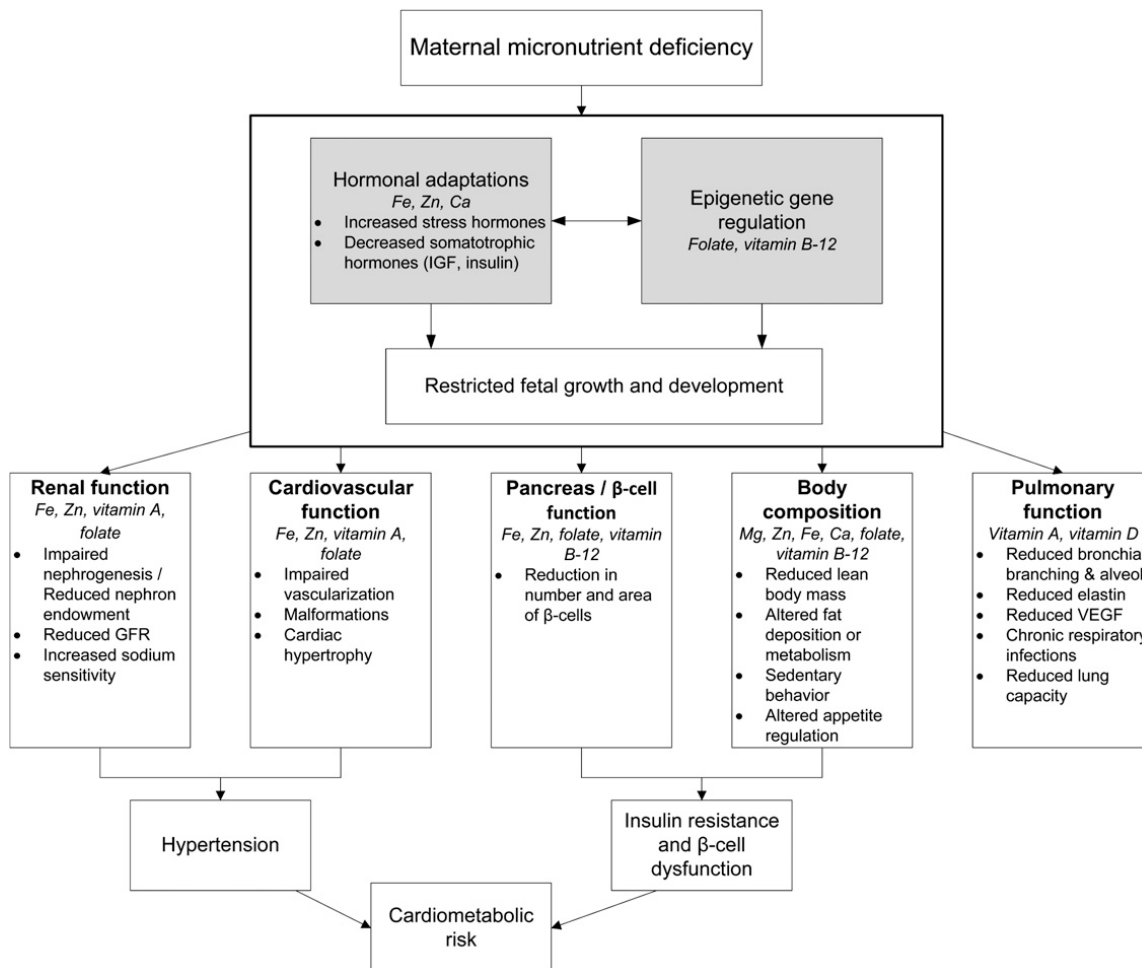 Maternal micronutrient deficiency
Hormonal adaptations
Fe, Zn, Ca
• Increased stress hormones
• Decreased somatotrophic
hormones (IGF, insulin)
Epigenetic gene
regulation
Folate, vitamin B-12
Restricted fetal growth and development
Renal function
Fe, Zn, vitamin A,
folate
• Impaired
nephrogenesis /
Reduced nephron
endowment
• Reduced GFR
• Increased sodium
sensitivity
Cardiovascular
function
Fe, Zn, vitamin A,
folate
• Impaired
vascularization
• Malformations
• Cardiac
hypertrophy
Pancreas / β-cell
function
Fe, Zn, folate, vitamin
B-12
• Reduction in
number and area
of β-cells
Body
composition
Mg, Zn, Fe, Ca, folate,
vitamin B-12
• Reduced lean
body mass
• Altered fat
deposition or
metabolism
• Sedentary
behavior
• Altered appetite
regulation
Pulmonary
function
Vitamin A, vitamin D
• Reduced bronchia
branching & alveol
• Reduced elastin
• Reduced VEGF
• Chronic respiratory
infections
• Reduced lung
capacity
Hypertension
Insulin resistance
and β-cell
dysfunction
Cardiometabolic
risk